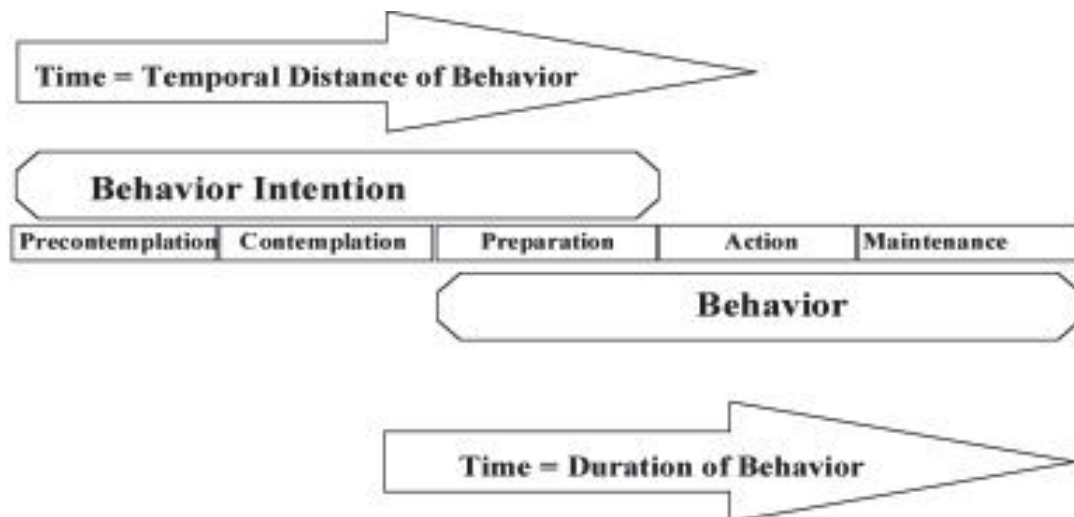 Time = Temporal Distance of Behavior
Behavior Intention
Precontemplation Contemplation Preparation Action Maintenance
Behavior
Time = Duration of Behavior